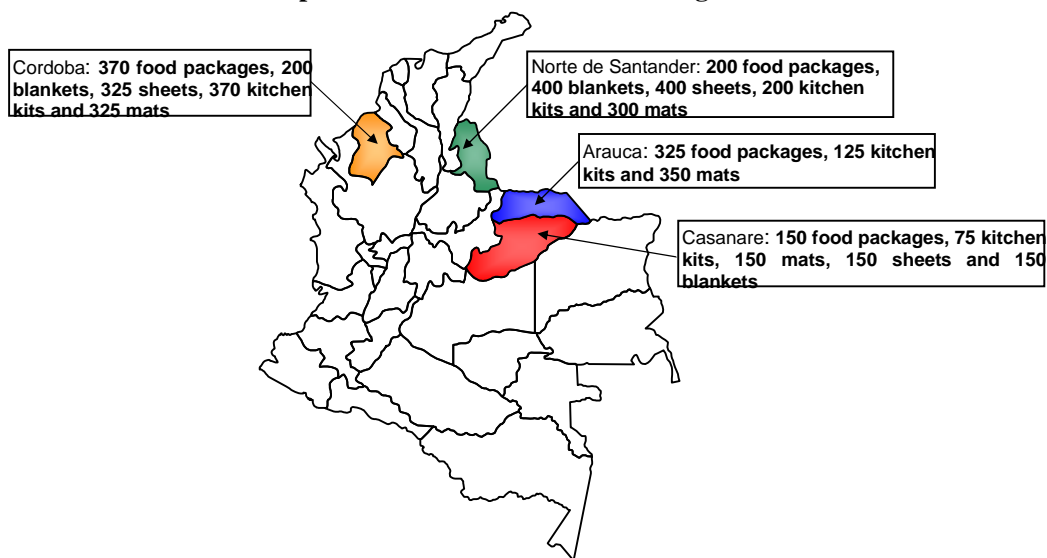 Cordoba: 370 food packages, 200
blankets, 325 sheets, 370 kitchen
kits and 325 mats
Norte de Santander: 200 food packages,
400 blankets, 400 sheets, 200 kitchen
kits and 300 mats
Arauca: 325 food packages, 125 kitchen
kits and 350 mats
Casanare: 150 food packages, 75 kitchen
kits, 150 mats, 150 sheets and 150
blankets